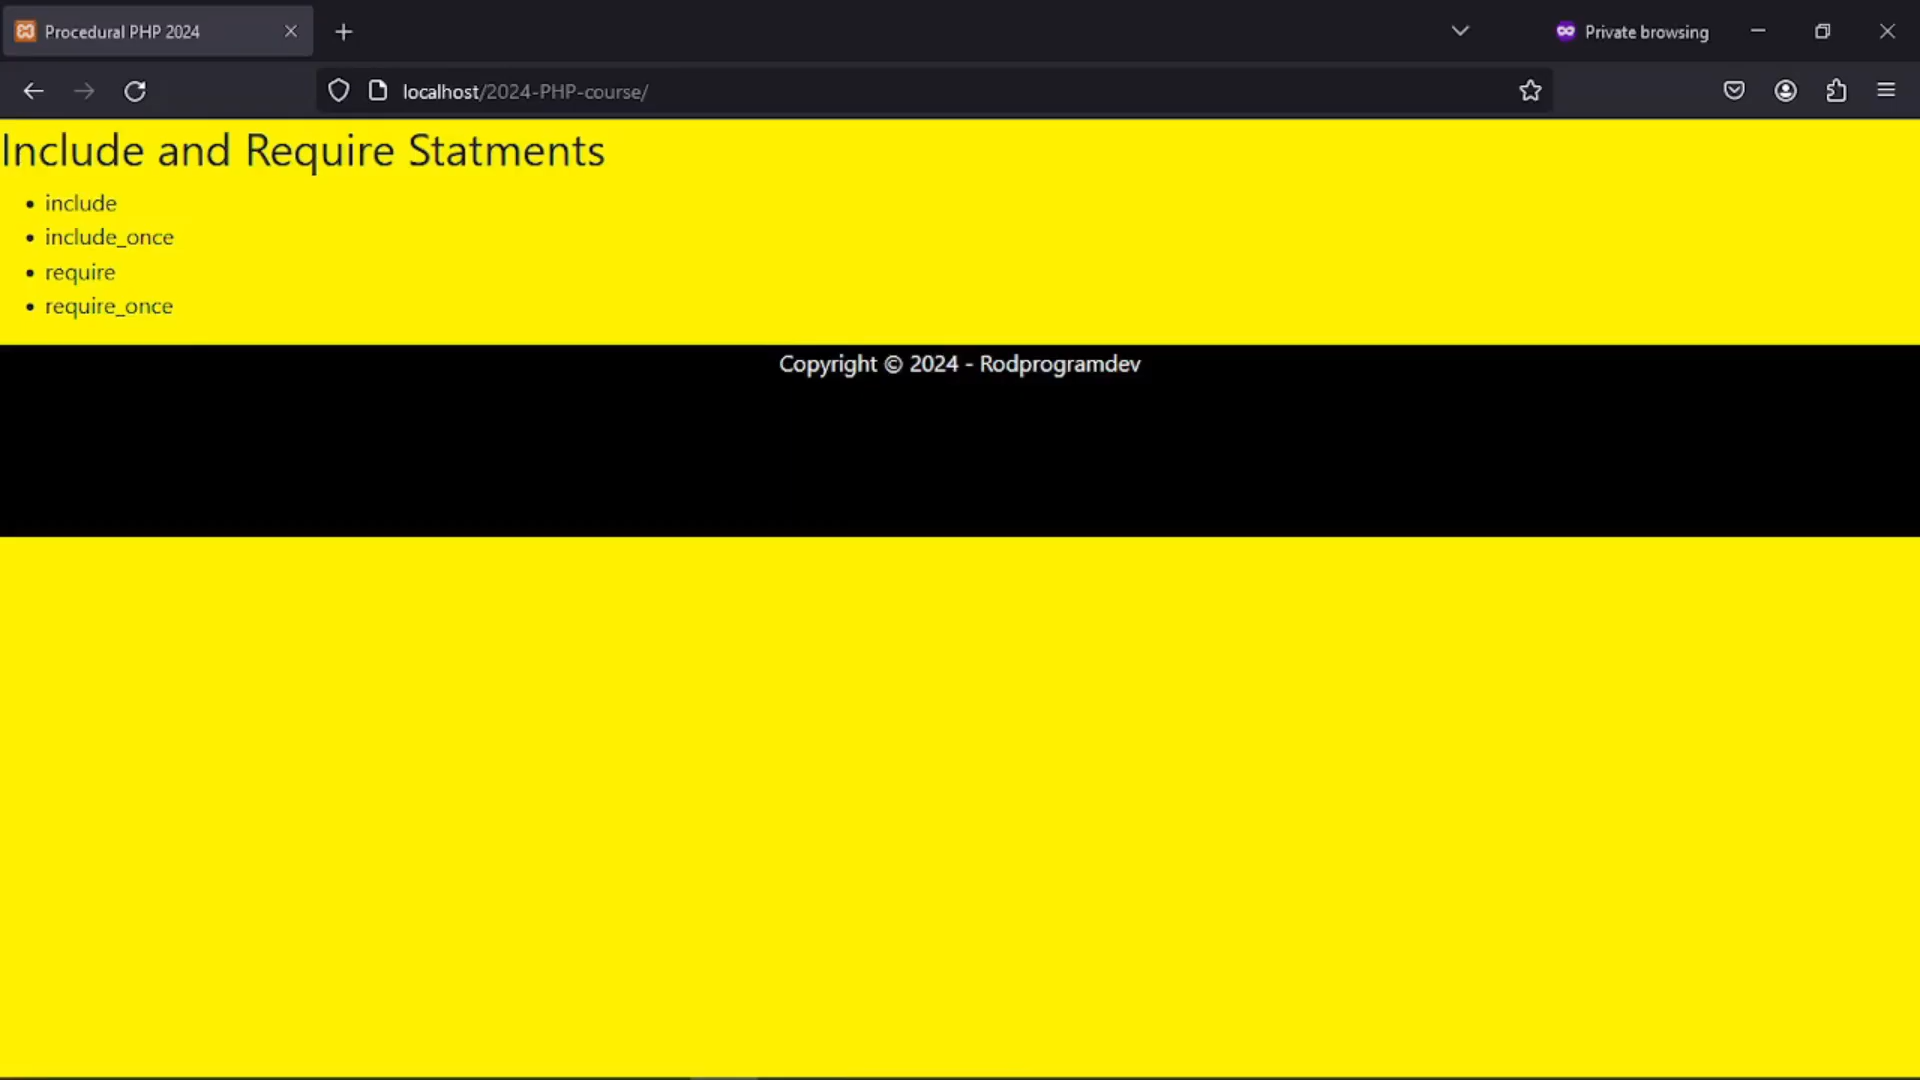 Procedural PHP 2024
Private browsing
localhost/2024-PHP-course/
Include and Require Statments
include
include_once
require
require_once
Copyright © 2024 - Rodprogramdev